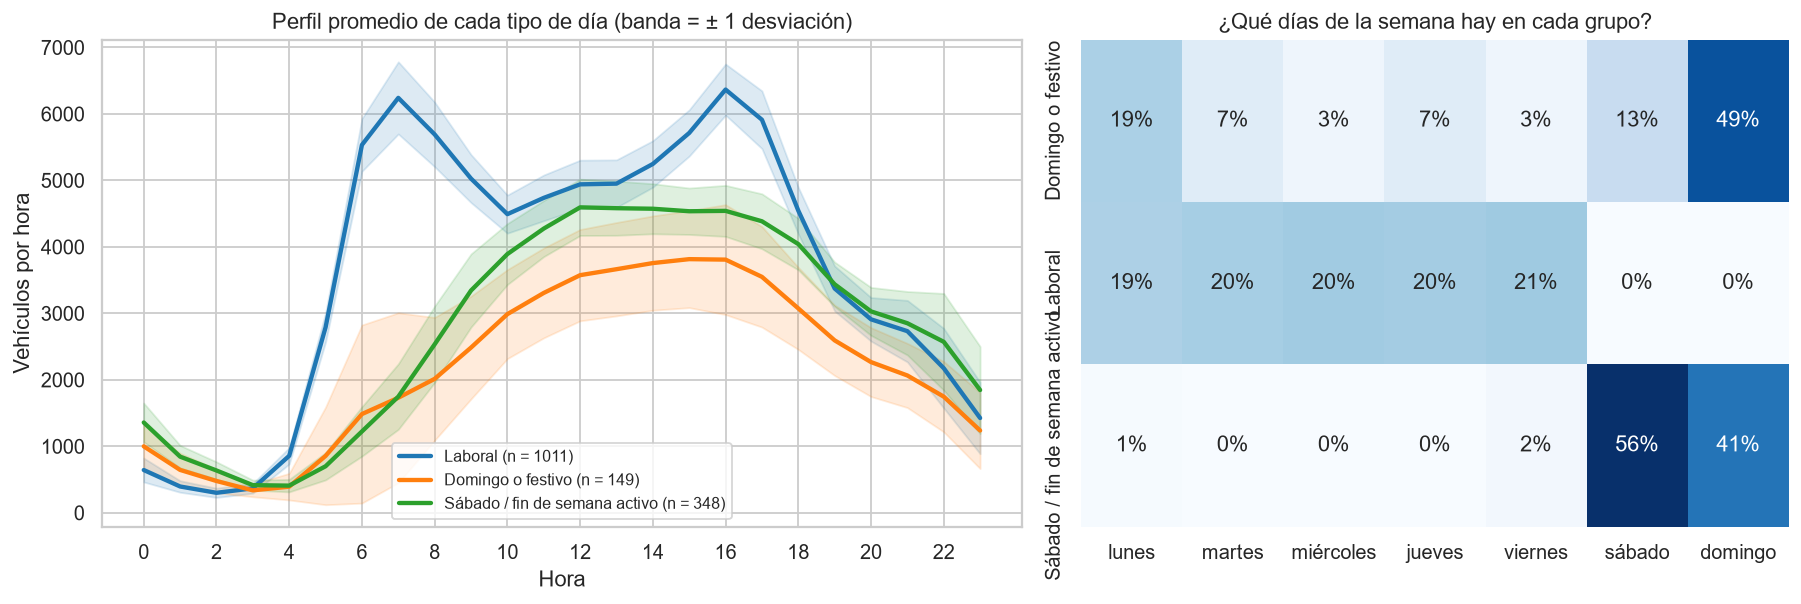 Perfil promedio de cada tipo de día (banda = ± 1 desviación)
Vehículos por hora
7000
6000
5000
4000
3000
2000
1000
0
Laboral (n = 1011)
Domingo o festivo (n = 149)
Sábado / fin de semana activo (n = 348)
0 2 4 6 8 10 12 14 16 18 20 22
Hora
¿Qué días de la semana hay en cada grupo?
Domingo o festivo
19% 7% 3% 7% 3% 13% 49%
Laboral
19% 20% 20% 20% 21% 0% 0%
Sábado / fin de semana activo
1% 0% 0% 0% 2% 56% 41%
lunes martes miércoles jueves viernes sábado domingo